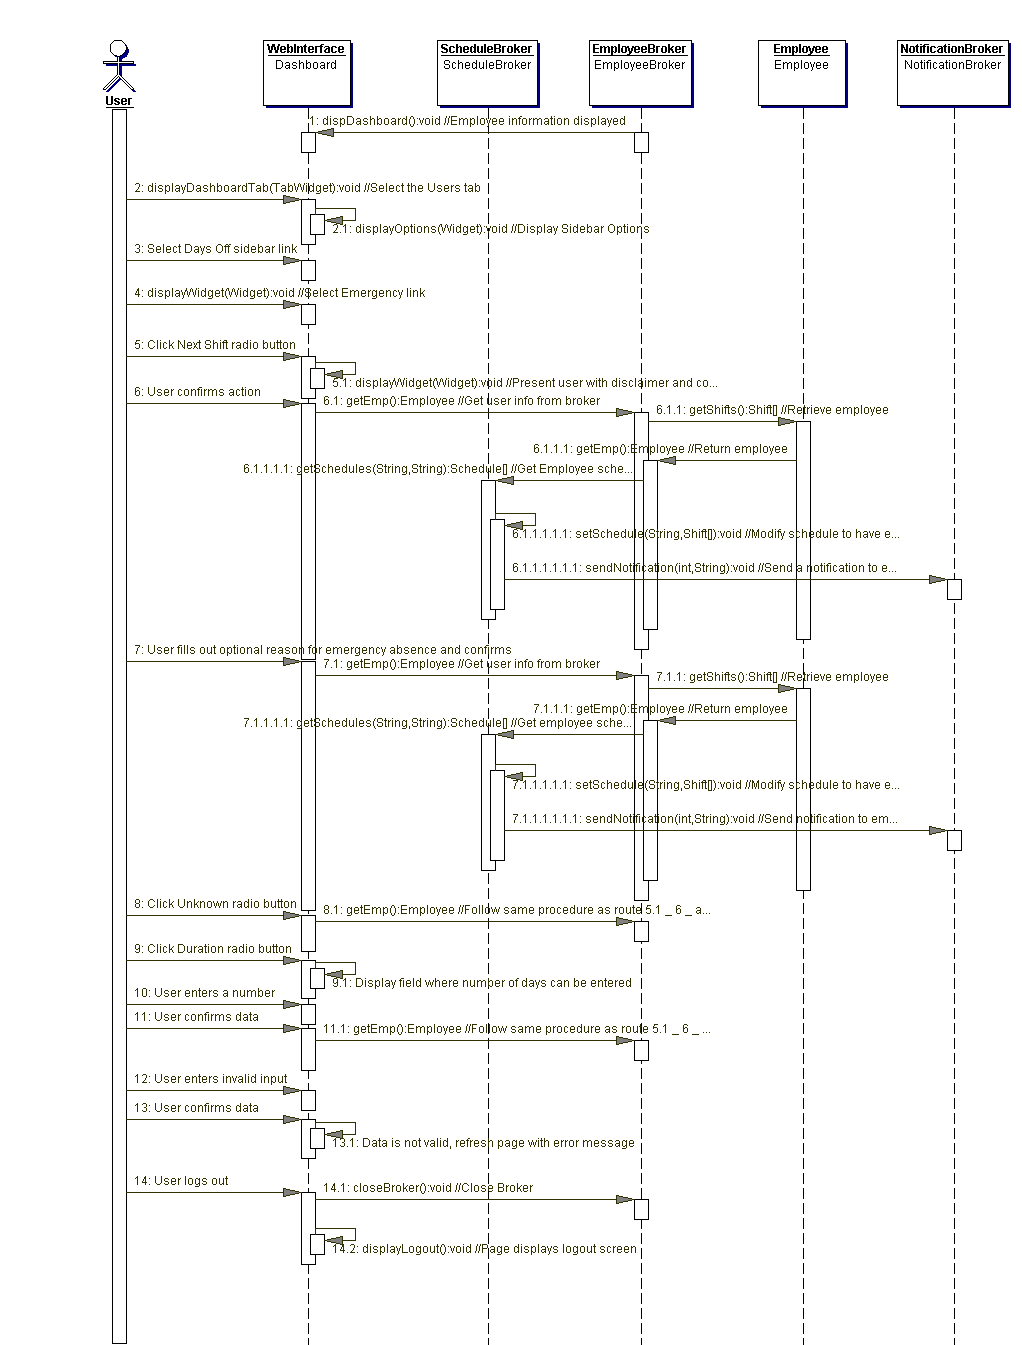 User
WebInterface
Dashboard
ScheduleBroker
ScheduleBroker
EmployeeBroker
EmployeeBroker
Employee
Employee
NotificationBroker
NotificationBroker
1: dispDashboard():void //Employee information displayed
2: displayDashboardTab(TabWidget):void //Select the Users tab
2.1: displayOptions(Widget):void //Display Sidebar Options
3: Select Days Off sidebar link
4: displayWidget(Widget):void //Select Emergency link
5: Click Next Shift radio button
5.1: displayWidget(Widget):void //Present user with disclaimer and co...
6: User confirms action
6.1: getEmp():Employee //Get user info from broker
6.1.1: getShifts():Shift[] //Retrieve employee
6.1.1.1: getEmp():Employee //Return employee
6.1.1.1.1: getSchedules(String,String):Schedule[] //Get Employee sche...
6.1.1.1.1.1: setSchedule(String,Shift[]):void //Modify schedule to have e...
6.1.1.1.1.1.1: sendNotification(int,String):void //Send a notification to e...
7: User fills out optional reason for emergency absence and confirms
7.1: getEmp():Employee //Get user info from broker
7.1.1: getShifts():Shift[] //Retrieve employee
7.1.1.1: getEmp():Employee //Return employee
7.1.1.1.1: getSchedules(String,String):Schedule[] //Get employee sche...
7.1.1.1.1.1: setSchedule(String,Shift[]):void //Modify schedule to have e...
7.1.1.1.1.1.1: sendNotification(int,String):void //Send notification to em...
8: Click Unknown radio button
8.1: getEmp():Employee //Follow same procedure as route 5.1 _ 6 _ a...
9: Click Duration radio button
9.1: Display field where number of days can be entered
10: User enters a number
11: User confirms data
11.1: getEmp():Employee //Follow same procedure as route 5.1 _ 6 _ ...
12: User enters invalid input
13: User confirms data
13.1: Data is not valid, refresh page with error message
14: User logs out
14.1: closeBroker():void //Close Broker
14.2: displayLogout():void //Page displays logout screen